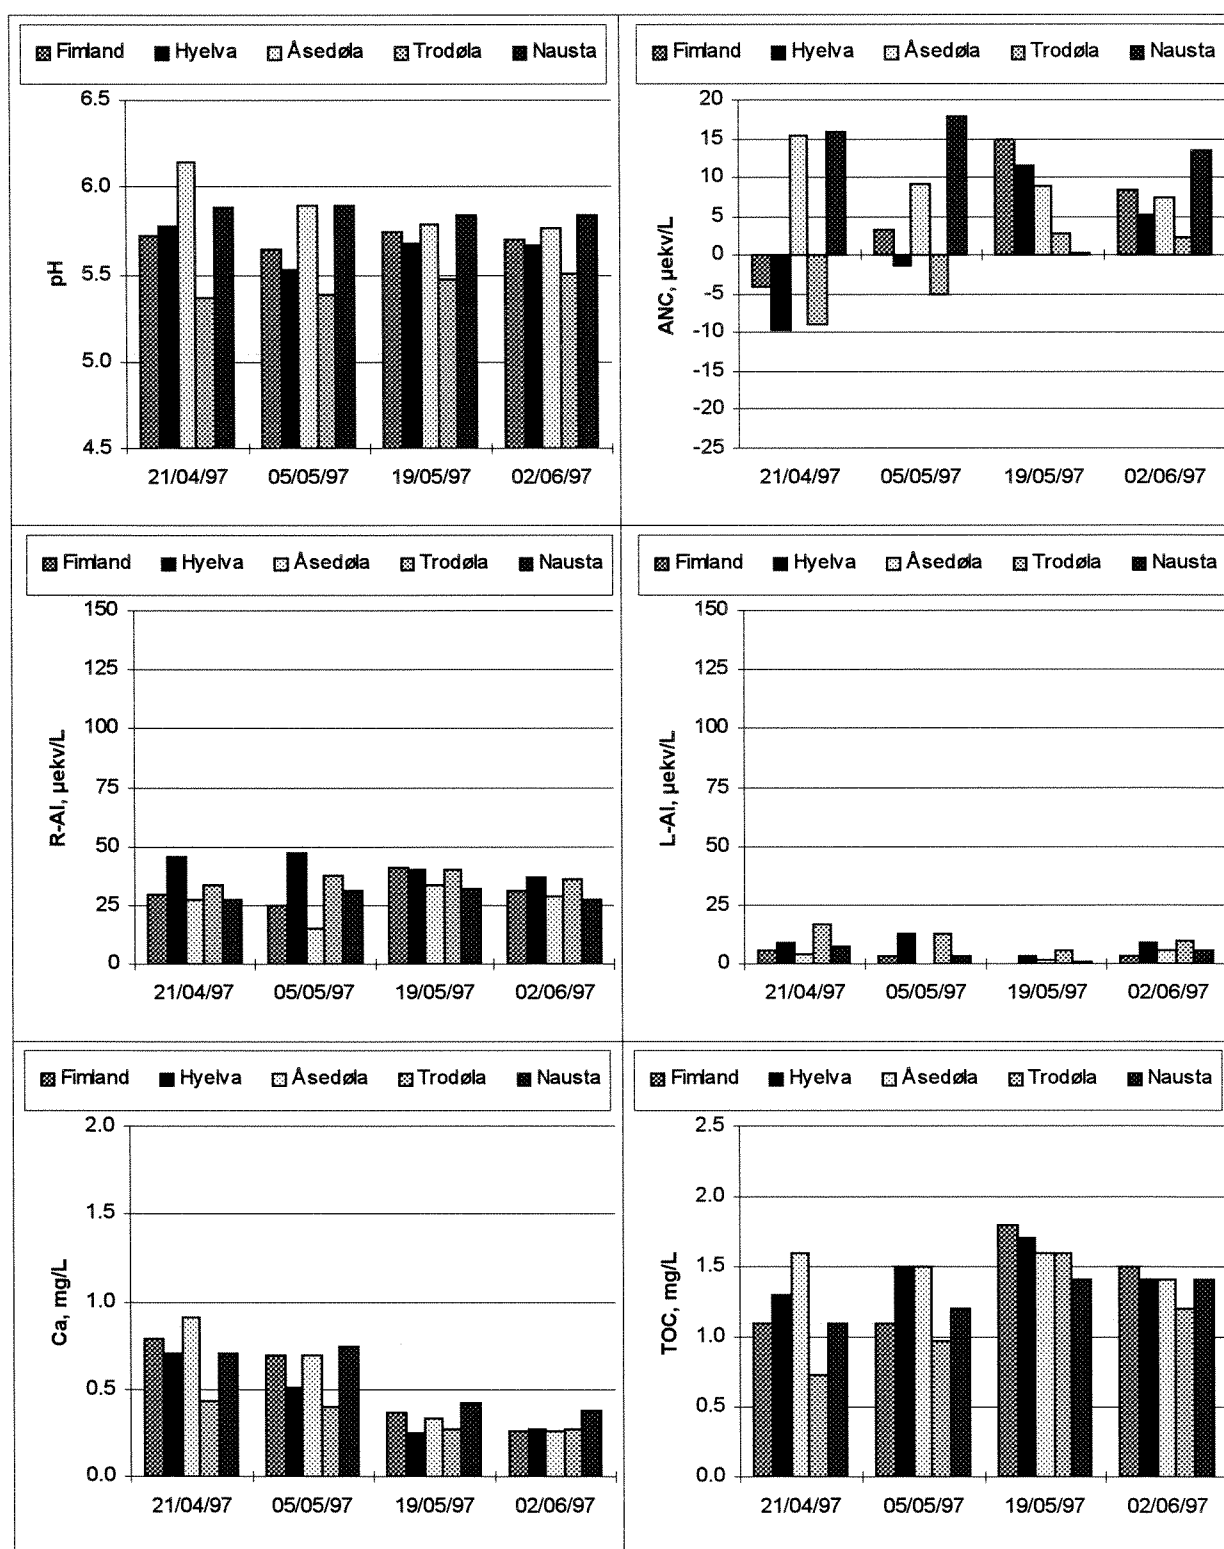 Fimland Hyelva Åsedøla Trodøla Nausta
6.5
6.0
5.5
5.0
4.5
pH
21/04/97 05/05/97 19/05/97 02/06/97
Fimland Hyelva Åsedøla Trodøla Nausta
20
15
10
5
0
-5
-10
-15
-20
-25
ANC, µekv/L
21/04/97 05/05/97 19/05/97 02/06/97
Fimland Hyelva Åsedøla Trodøla Nausta
150
125
100
75
50
25
0
R-Al, µekv/L
21/04/97 05/05/97 19/05/97 02/06/97
Fimland Hyelva Åsedøla Trodøla Nausta
150
125
100
75
50
25
0
L-Al, µekv/L
21/04/97 05/05/97 19/05/97 02/06/97
Fimland Hyelva Åsedøla Trodøla Nausta
2.0
1.5
1.0
0.5
0.0
Ca, mg/L
21/04/97 05/05/97 19/05/97 02/06/97
Fimland Hyelva Åsedøla Trodøla Nausta
2.5
2.0
1.5
1.0
0.5
0.0
TOC, mg/L
21/04/97 05/05/97 19/05/97 02/06/97